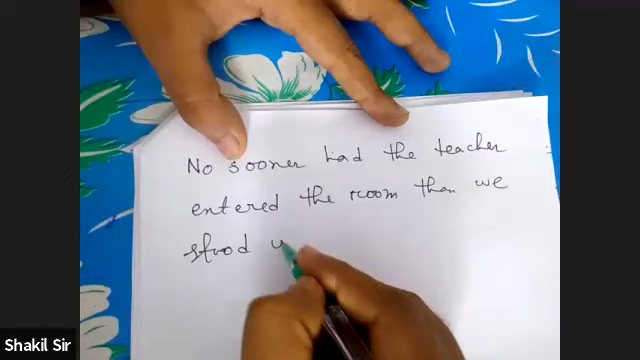 No sooner had the teacher
entered the room than we
stood u
Shakil Sir